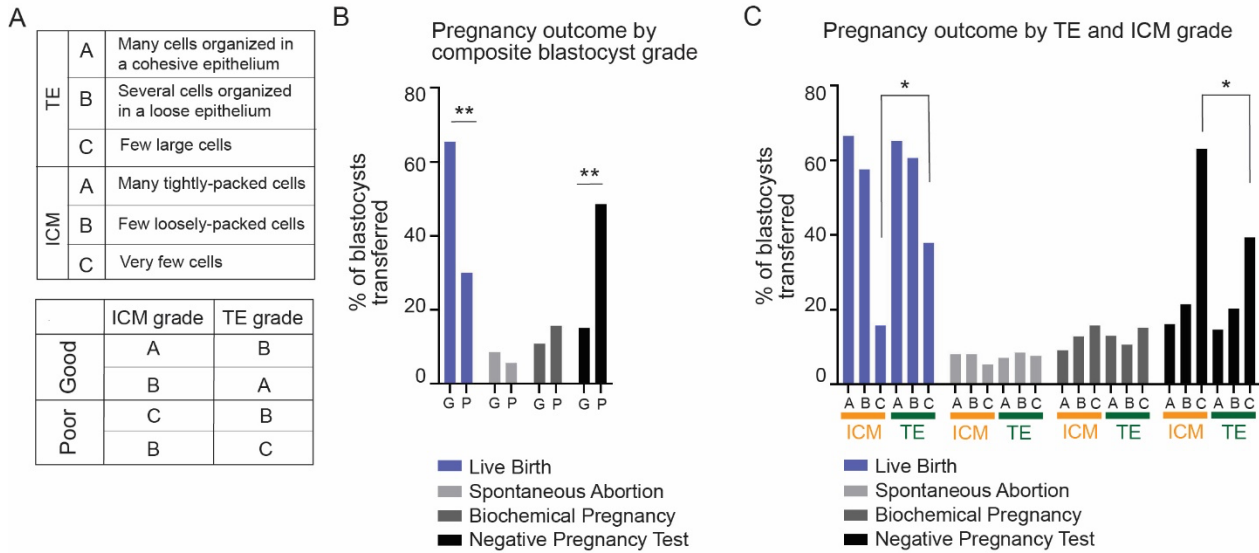 A
TE
A
Many cells organized in
a cohesive epithelium
B
Several cells organized
in a loose epithelium
C
Few large cells
ICM
A
Many tightly-packed cells
B
Few loosely-packed cells
C
Very few cells
ICM grade TE grade
Good
A B
B A
Poor
C B
B C
B
Pregnancy outcome by
composite blastocyst grade
% of blastocysts
transferred
80
60
40
20
0
**
**
G P G P G P G P
Live Birth
Spontaneous Abortion
Biochemical Pregnancy
Negative Pregnancy Test
C
Pregnancy outcome by TE and ICM grade
% of blastocysts
transferred
80
60
40
20
0
*
*
A B C A B C A B C A B C A B C A B C A B C A B C
ICM TE ICM TE ICM TE ICM TE
Live Birth
Spontaneous Abortion
Biochemical Pregnancy
Negative Pregnancy Test